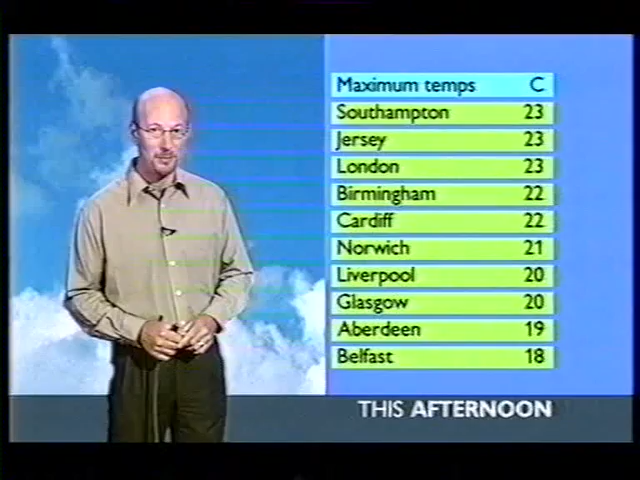 Maximum temps C
Southampton 23
Jersey 23
London 23
Birmingham 22
Cardiff 22
Norwich 21
Liverpool 20
Glasgow 20
Aberdeen 19
Belfast 18
THIS AFTERNOON